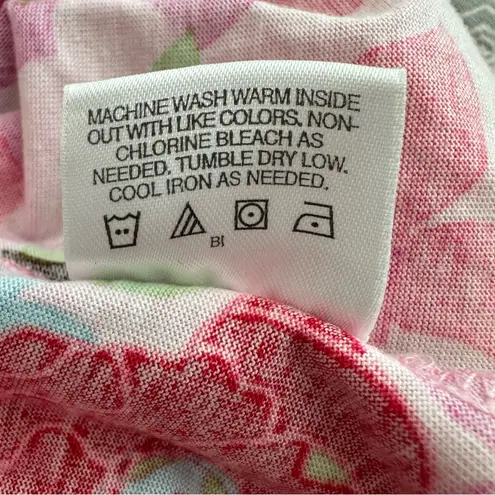 MACHINE WASH WARM INSIDE
OUT WITH LIKE COLORS. NON-
CHLORINE BLEACH AS
NEEDED. TUMBLE DRY LOW.
COOL IRON AS NEEDED.
BI